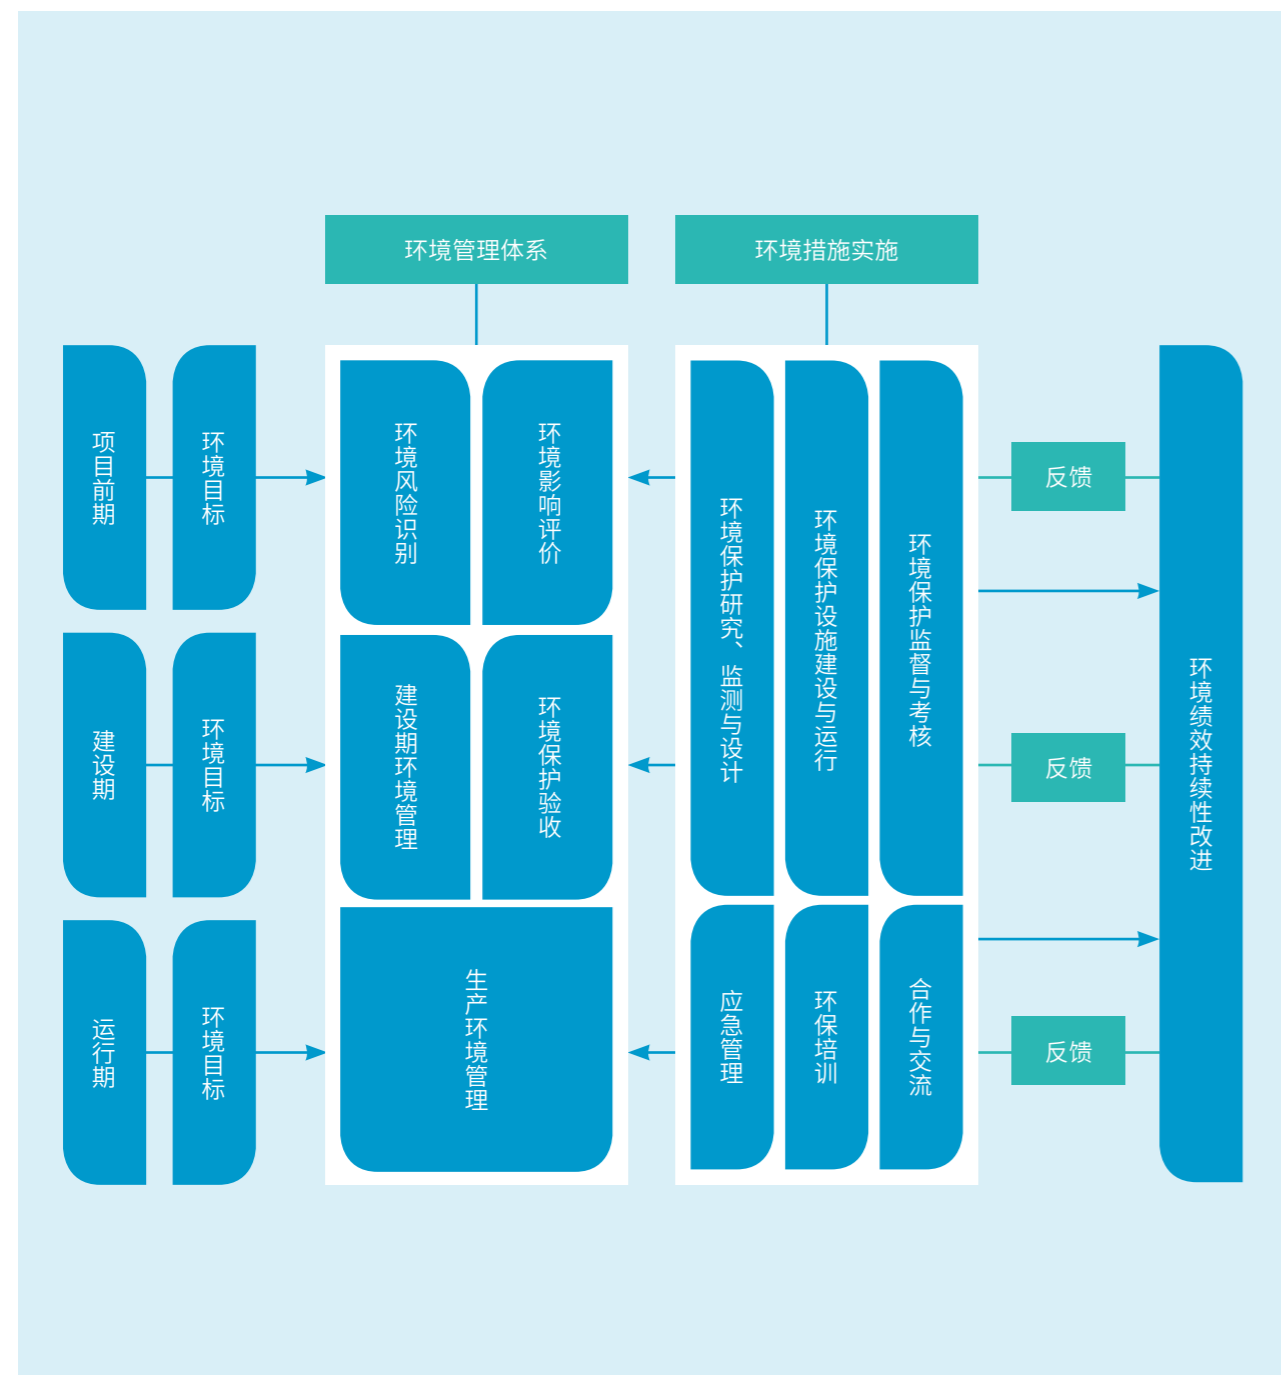 环境管理体系
环境措施实施
项目前期
环境目标
环境风险识别
环境影响评价
建设期
环境目标
建设期环境管理
环境保护验收
运行期
环境目标
生产环境管理
环境保护研究、监测与设计
环境保护设施建设与运行
环境保护监督与考核
应急管理
环保培训
合作与交流
反馈
反馈
反馈
环境绩效持续性改进